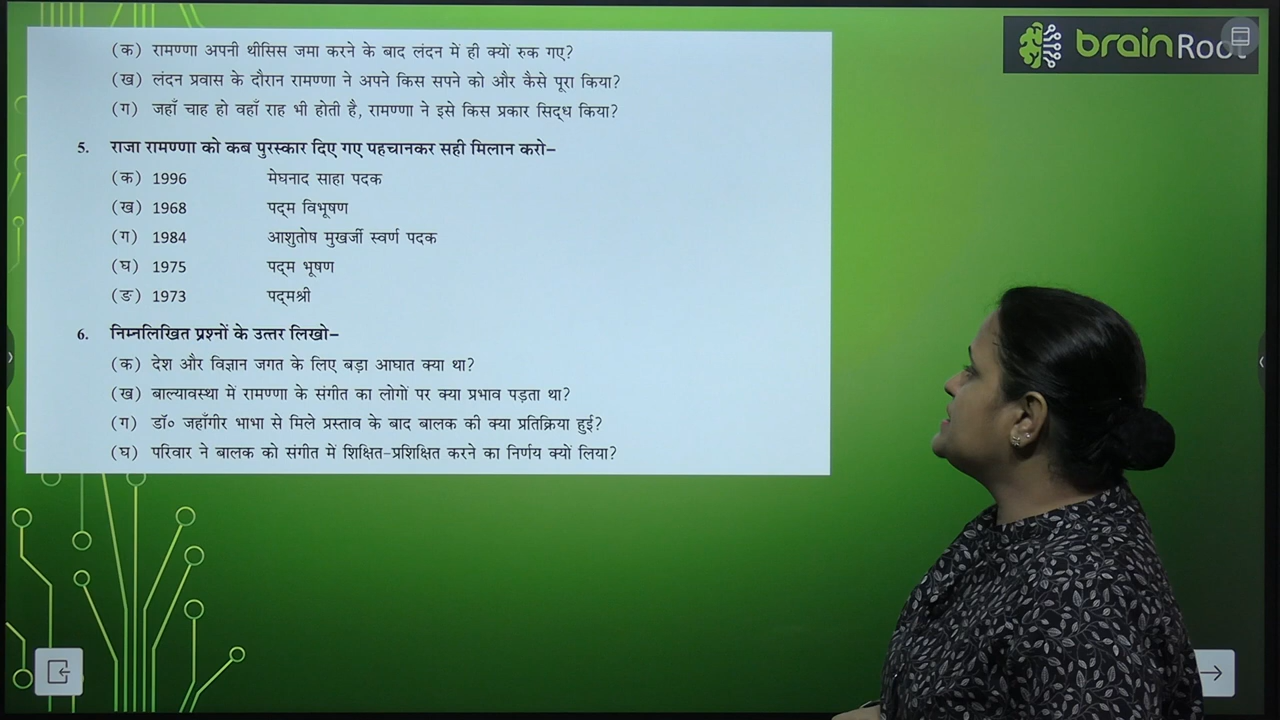 brainRoot
(क) रामण्णा अपनी थीसिस जमा करने के बाद लंदन में ही क्यों रुक गए?
(ख) लंदन प्रवास के दौरान रामण्णा ने अपने किस सपने को और कैसे पूरा किया?
(ग) जहाँ चाह हो वहाँ राह भी होती है, रामण्णा ने इसे किस प्रकार सिद्ध किया?
5. राजा रामण्णा को कब पुरस्कार दिए गए पहचानकर सही मिलान करो–
(क) 1996 मेघनाद साहा पदक
(ख) 1968 पद्म विभूषण
(ग) 1984 आशुतोष मुखर्जी स्वर्ण पदक
(घ) 1975 पद्म भूषण
(ङ) 1973 पद्मश्री
6. निम्नलिखित प्रश्नों के उत्तर लिखो–
(क) देश और विज्ञान जगत के लिए बड़ा आघात क्या था?
(ख) बाल्यावस्था में रामण्णा के संगीत का लोगों पर क्या प्रभाव पड़ता था?
(ग) डॉ॰ जहाँगीर भाभा से मिले प्रस्ताव के बाद बालक की क्या प्रतिक्रिया हुई?
(घ) परिवार ने बालक को संगीत में शिक्षित-प्रशिक्षित करने का निर्णय क्यों लिया?